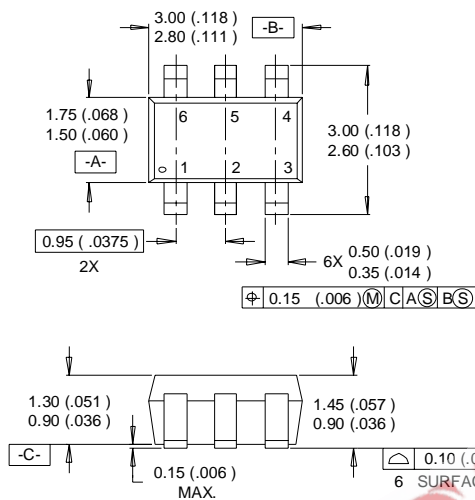 3.00 (.118)
2.80 (.111)
-B-
1.75 (.068)
1.50 (.060)
-A-
6 5 4
1 2 3
3.00 (.118)
2.60 (.103)
0.95 ( .0375)
2X
6X 0.50 (.019)
0.35 (.014)
⌖ 0.15 (.006) Ⓜ C A Ⓢ B Ⓢ
1.30 (.051)
0.90 (.036)
1.45 (.057)
0.90 (.036)
-C-
0.15 (.006)
MAX.
⌓ 0.10 (.0
6 SURFA